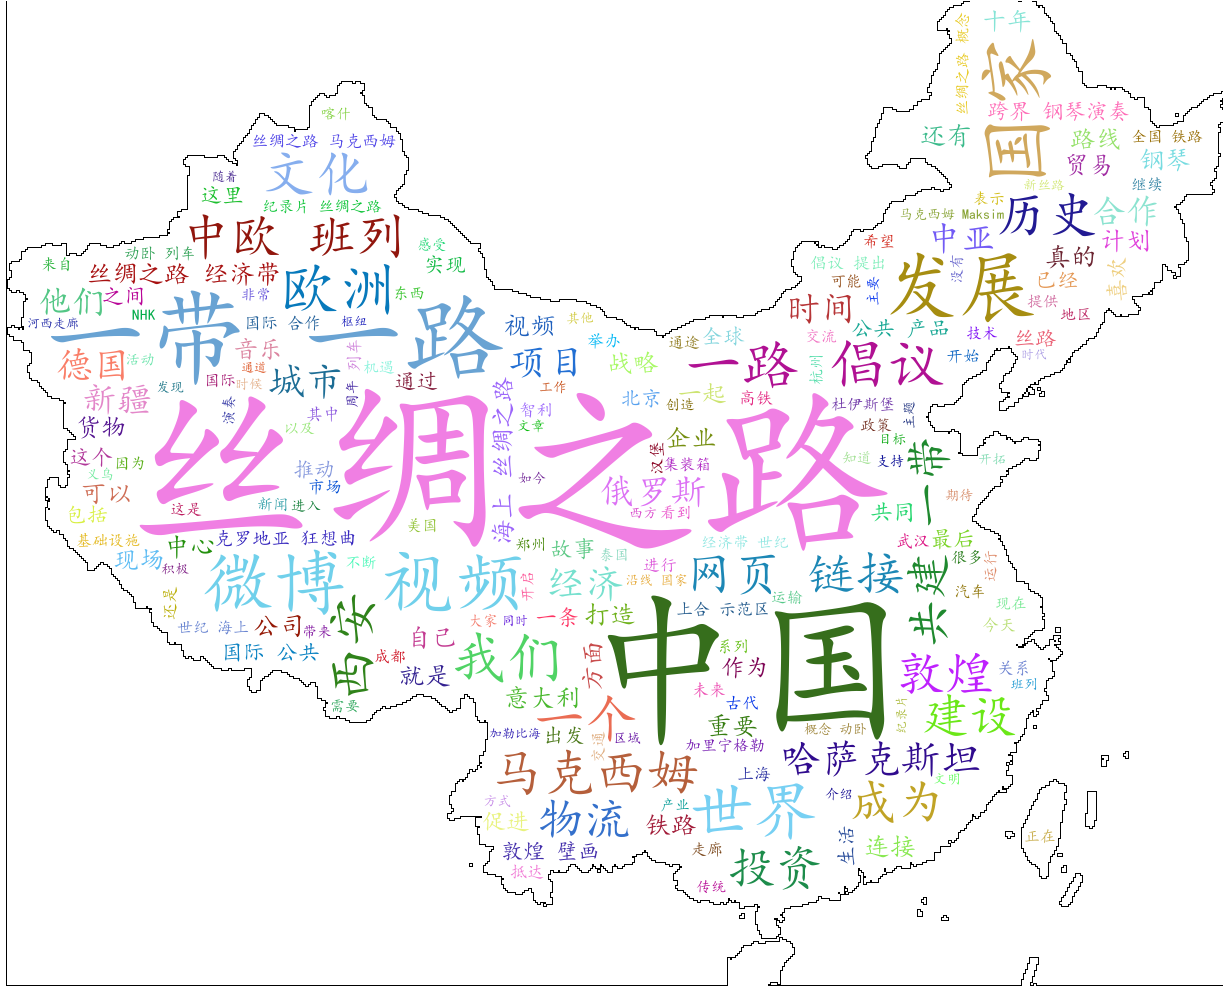 十年
丝绸之路 概念
国家
喀什
跨界 钢琴演奏
丝绸之路 马克西姆
还有
路线
全国 铁路
文化
贸易
钢琴
随着
这里
新丝路
继续
纪录片 丝绸之路
表示
马克西姆 Maksim
历史
合作
中欧 班列
感受
希望
中亚
计划
动卧 列车
来自
实现
倡议 提出
没有
真的
丝绸之路 经济带
欧洲
可能
主要
发展
已经
喜欢
他们
之间
非常
东西
时间
提供
地区
NHK
一带一路
河西走廊
国际 合作
枢纽
视频
其他
交流
公共 产品
技术
丝路
举办
通途
全球
音乐
列车
德国
活动
通道
机遇
项目
战略
一路 倡议
开始
时代
杭州
发现
国际
时候
城市
通过
工作
新疆
演奏
周年
海上 丝绸之路
北京
创造
一起
高铁
杜伊斯堡
主题
其中
智利
货物
以及
文章
企业
政策
目标
丝绸之路
这个
因为
汉堡
集装箱
知道
支持
一带
开拓
义乌
推动
市场
如今
可以
俄罗斯
期待
包括
这是
新闻
进入
美国
西方看到
共同
基础设施
中心
克罗地亚 狂想曲
郑州
故事
泰国
经济带 世纪
武汉
最后
现场
积极
不断
进行
很多
运行
微博 视频
开启
经济
沿线 国家
网页 链接
共建
汽车
还是
西安
运输
现在
世纪 海上
公司
带来
大家
同时
一条
打造
上合 示范区
今天
国际 公共
成都
自己
我们
方面
中国
系列
就是
作为
敦煌
关系
班列
需要
意大利
未来
古代
一个
重要
概念 动卧
纪录片
建设
加勒比海
出发
交通
区域
加里宁格勒
马克西姆
上海
哈萨克斯坦
文明
方式
产业
世界
介绍
成为
促进
物流
铁路
正在
敦煌 壁画
走廊
生活
连接
抵达
传统
投资